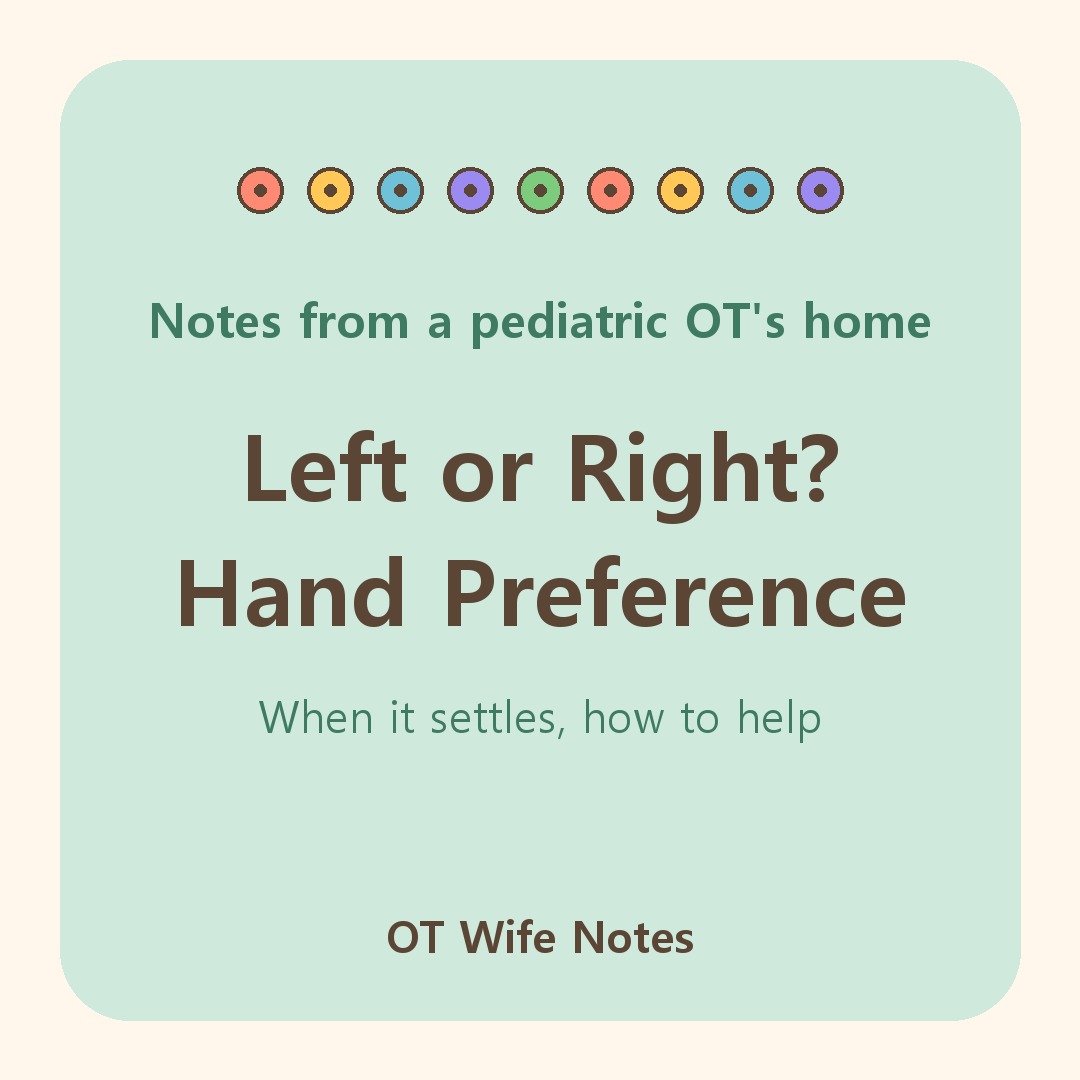 Notes from a pediatric OT's home
Left or Right?
Hand Preference
When it settles, how to help
OT Wife Notes